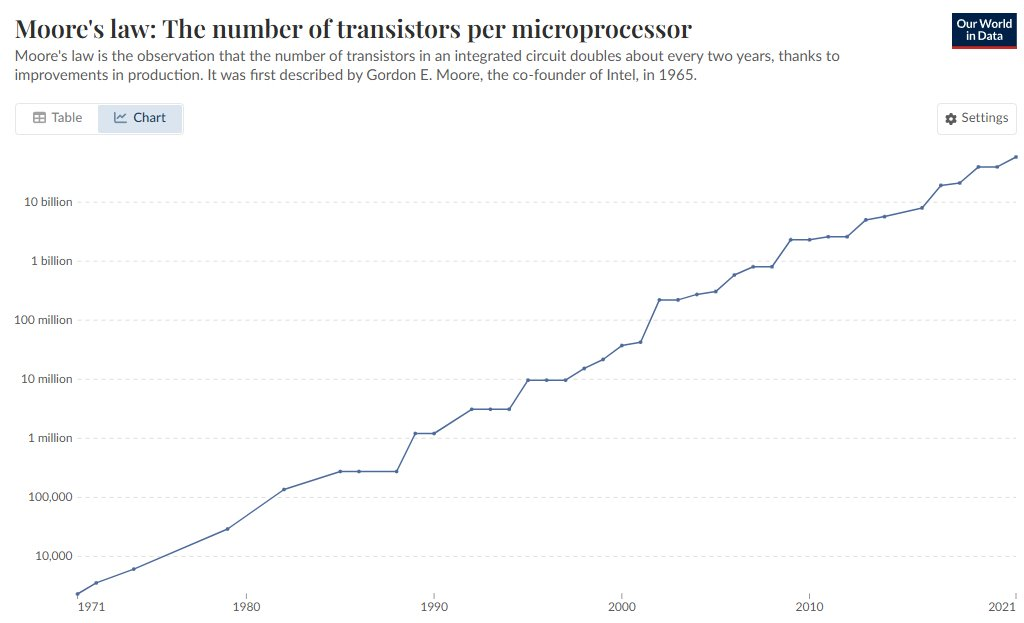 Moore's law: The number of transistors per microprocessor
Our World
in Data
Moore's law is the observation that the number of transistors in an integrated circuit doubles about every two years, thanks to
improvements in production. It was first described by Gordon E. Moore, the co-founder of Intel, in 1965.
Table
Chart
Settings
10 billion
1 billion
100 million
10 million
1 million
100,000
10,000
1971
1980
1990
2000
2010
2021